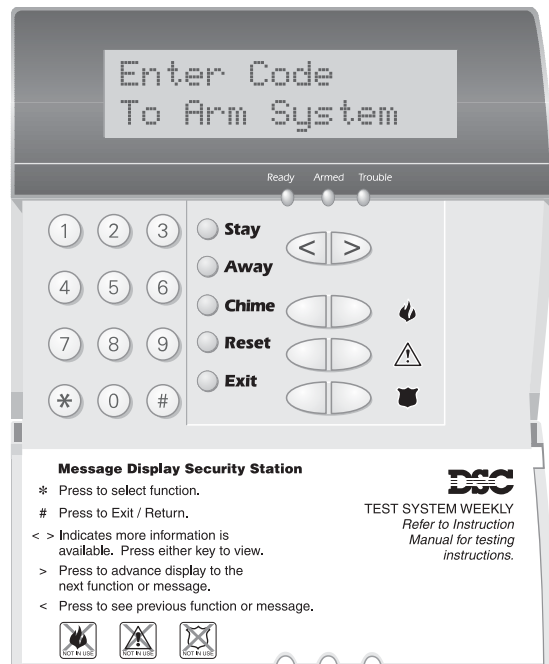 Enter Code
To Arm System
Ready Armed Trouble
1 2 3 Stay
< >
Away
4 5 6
Chime
7 8 9 Reset
Exit
* 0 #
Message Display Security Station
* Press to select function.
# Press to Exit / Return.
< > Indicates more information is
available. Press either key to view.
> Press to advance display to the
next function or message.
< Press to see previous function or message.
NOT IN USE NOT IN USE NOT IN USE
DSC
TEST SYSTEM WEEKLY
Refer to Instruction
Manual for testing
instructions.